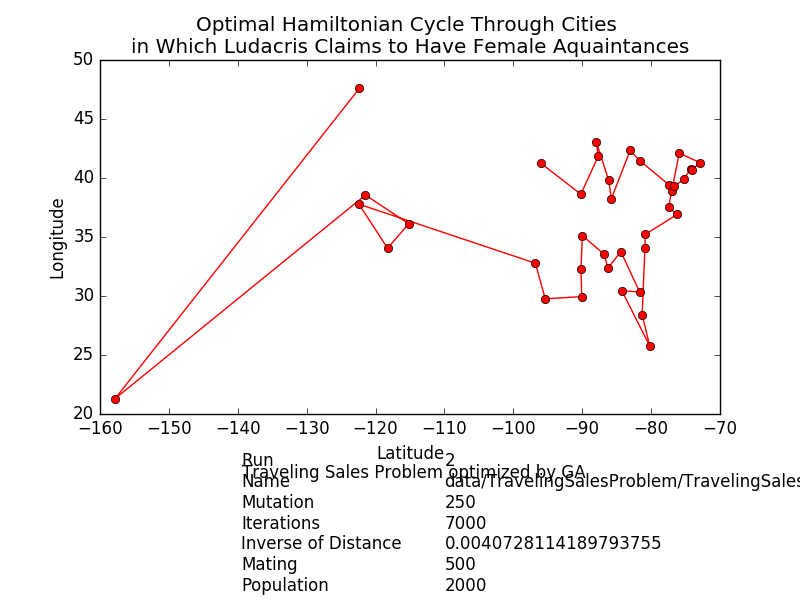 Optimal Hamiltonian Cycle Through Cities
in Which Ludacris Claims to Have Female Aquaintances
50
45
40
35
30
25
20
Longitude
−160 −150 −140 −130 −120 −110 −100 −90 −80 −70
Latitude
Run 2
Traveling Sales Problem optimized by GA
Name data/TravelingSalesProblem/TravelingSales
Mutation 250
Iterations 7000
Inverse of Distance 0.0040728114189793755
Mating 500
Population 2000